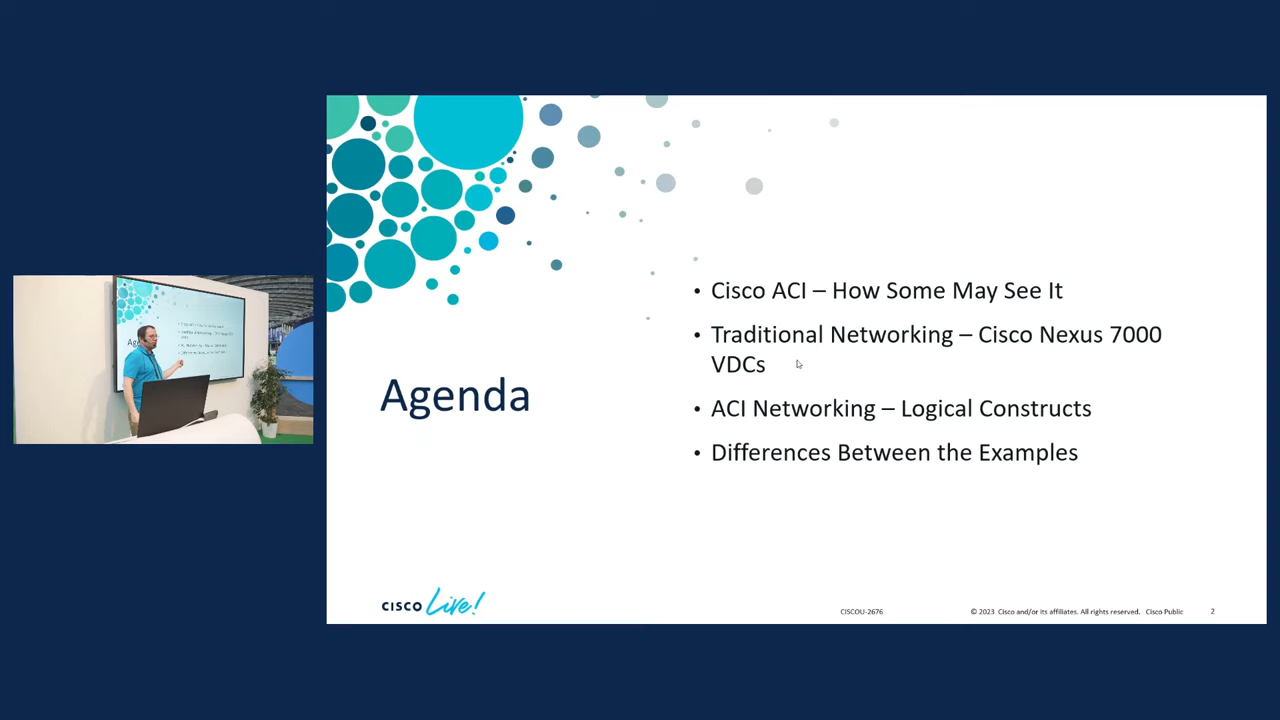 Agenda
• Cisco ACI – How Some May See It
• Traditional Networking – Cisco Nexus 7000
VDCs
• ACI Networking – Logical Constructs
• Differences Between the Examples
CISCO Live!
CISCOU-2676
© 2023 Cisco and/or its affiliates. All rights reserved. Cisco Public
2